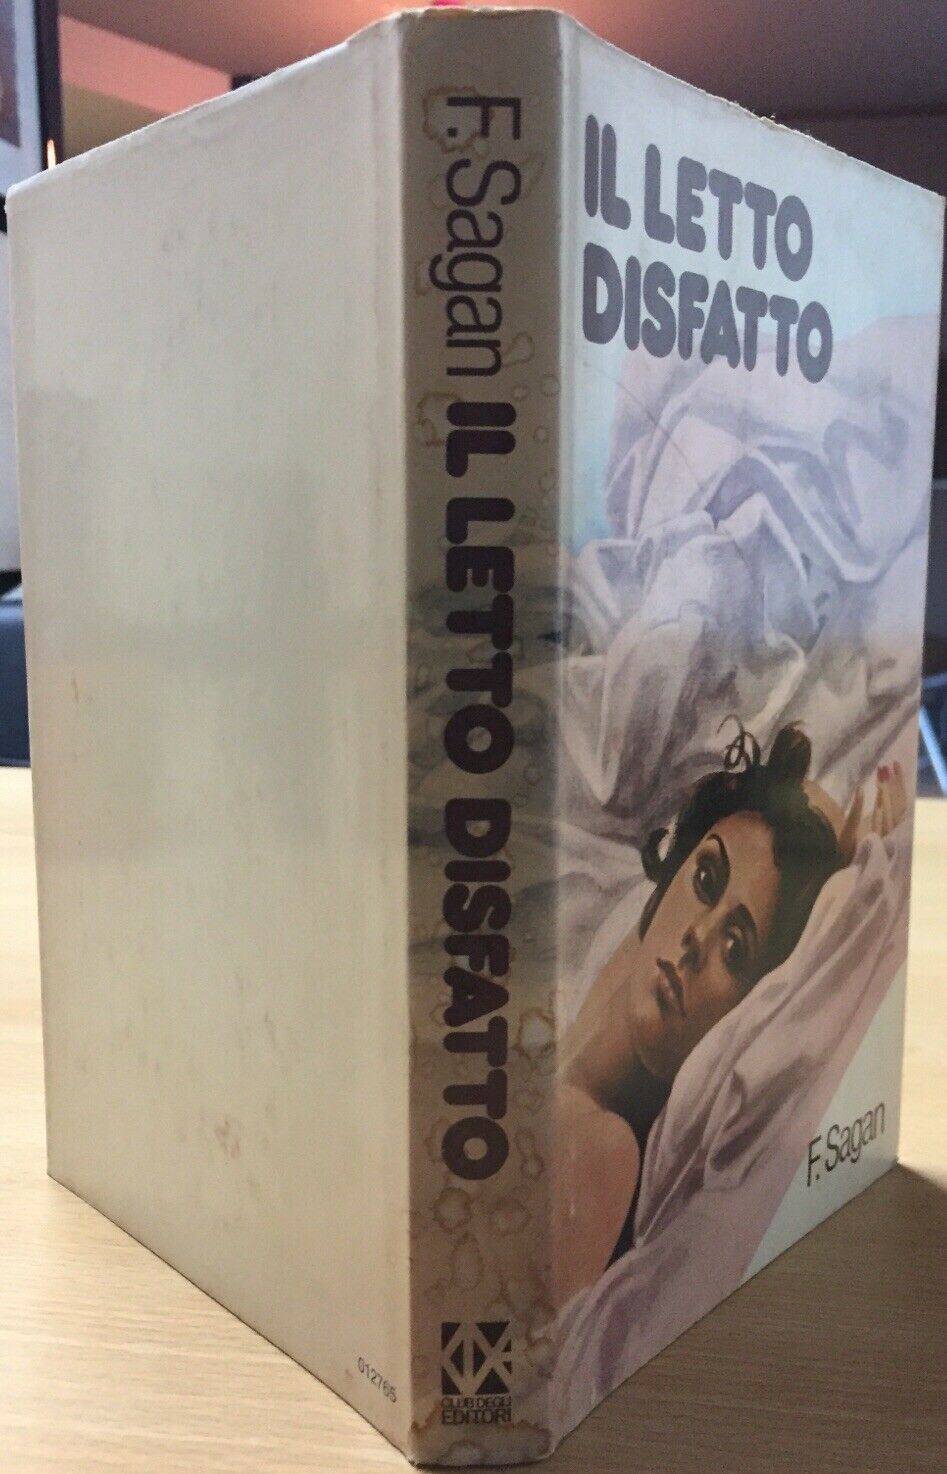 F. Sagan IL LETTO DISFATTO
CLUB DEGLI
EDITORI
012765
IL LETTO
DISFATTO
F. Sagan